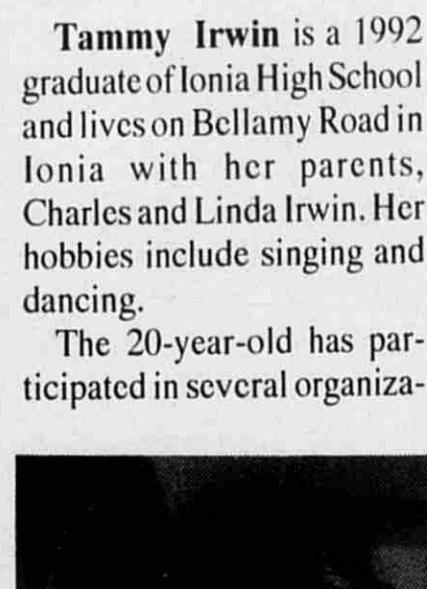 Tammy Irwin is a 1992
graduate of Ionia High School
and lives on Bellamy Road in
Ionia with her parents,
Charles and Linda Irwin. Her
hobbies include singing and
dancing.
The 20-year-old has par-
ticipated in several organiza-